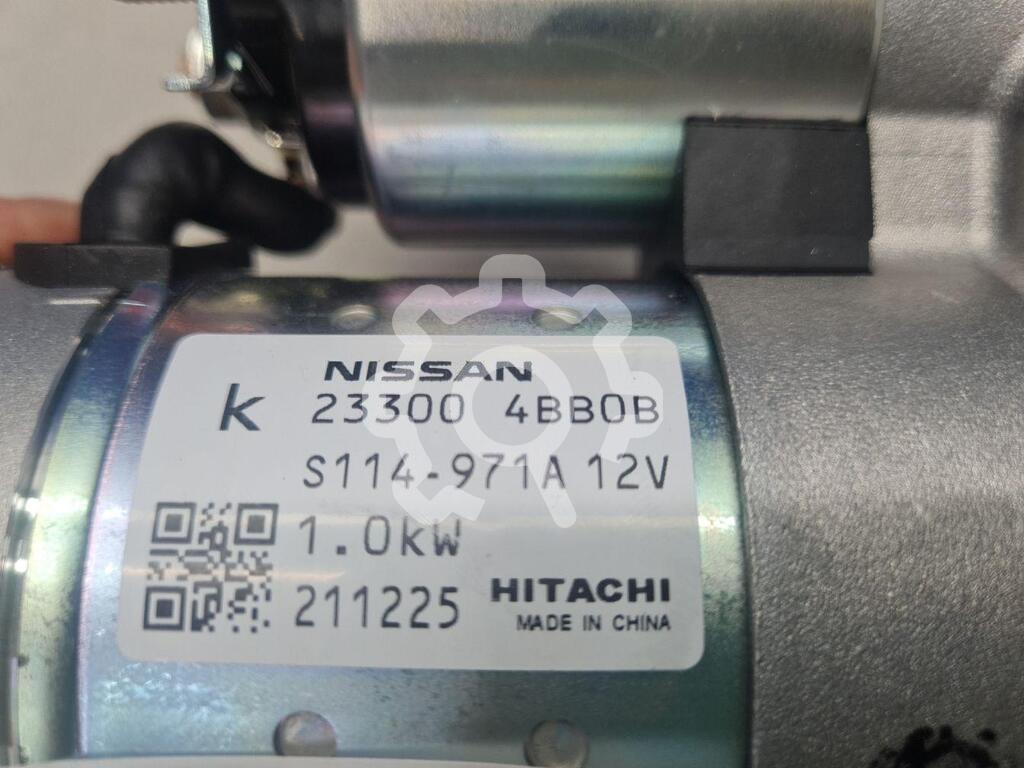 NISSAN
k 23300 4BB0B
S114-971A 12V
1.0kW
211225 HITACHI
MADE IN CHINA